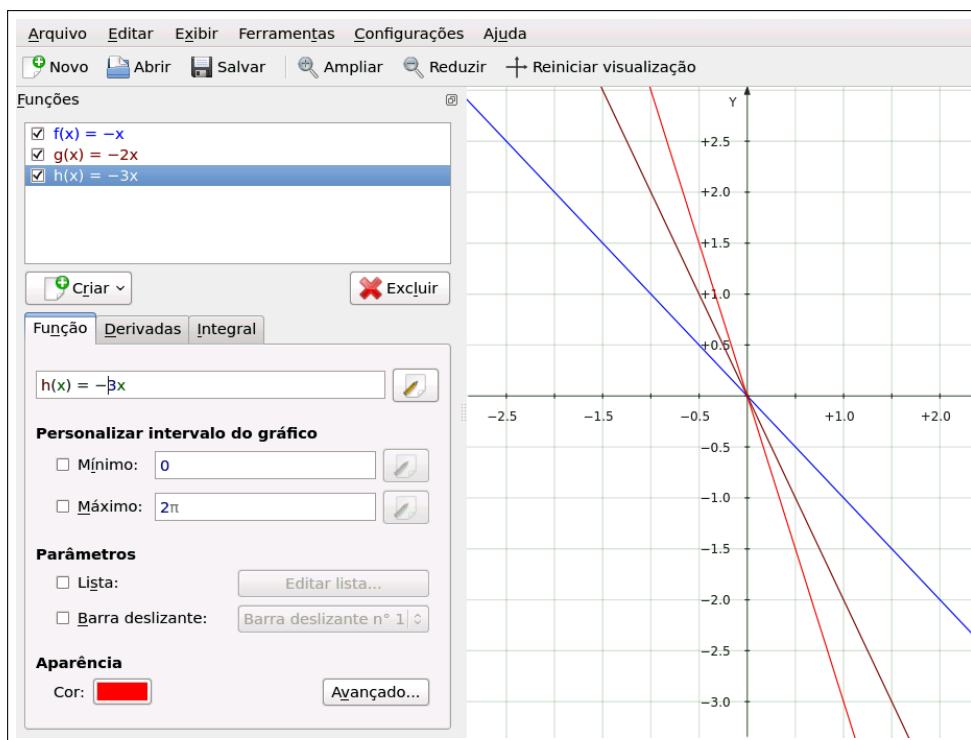 Arquivo Editar Exibir Ferramentas Configurações Ajuda
Novo Abrir Salvar Ampliar Reduzir Reiniciar visualização
Funções
f(x) = −x
g(x) = −2x
h(x) = −3x
Criar Excluir
Função Derivadas Integral
h(x) = −3x
Personalizar intervalo do gráfico
Mínimo: 0
Máximo: 2π
Parâmetros
Lista: Editar lista...
Barra deslizante: Barra deslizante n° 1
Aparência
Cor: Avançado...
Y
+2.5
+2.0
+1.5
+1.0
+0.5
−2.5 −1.5 −0.5 +1.0 +2.0
−0.5
−1.0
−1.5
−2.0
−2.5
−3.0